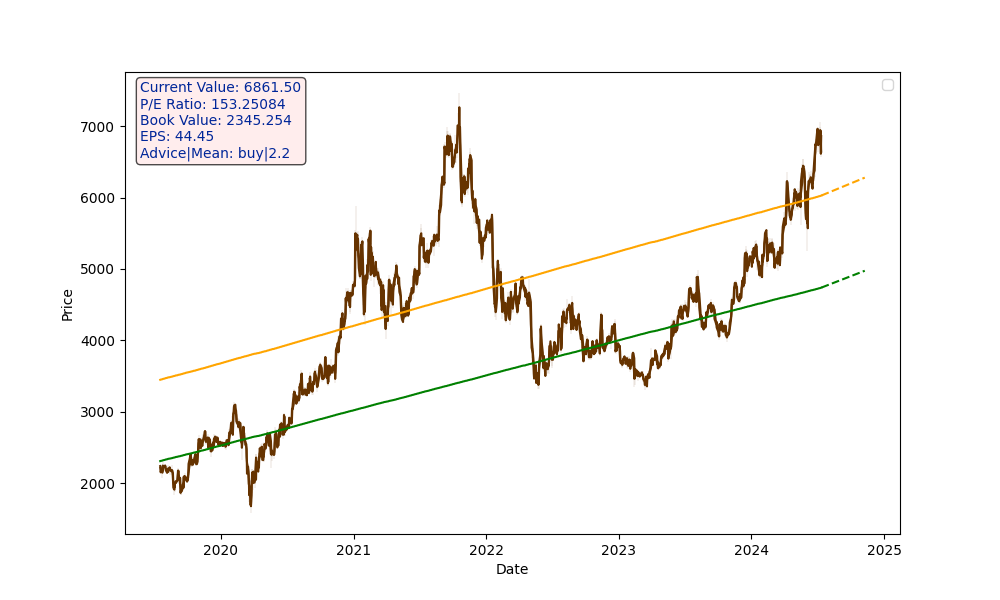 Current Value: 6861.50
P/E Ratio: 153.25084
Book Value: 2345.254
EPS: 44.45
Advice|Mean: buy|2.2
Price
7000
6000
5000
4000
3000
2000
2020 2021 2022 2023 2024 2025
Date